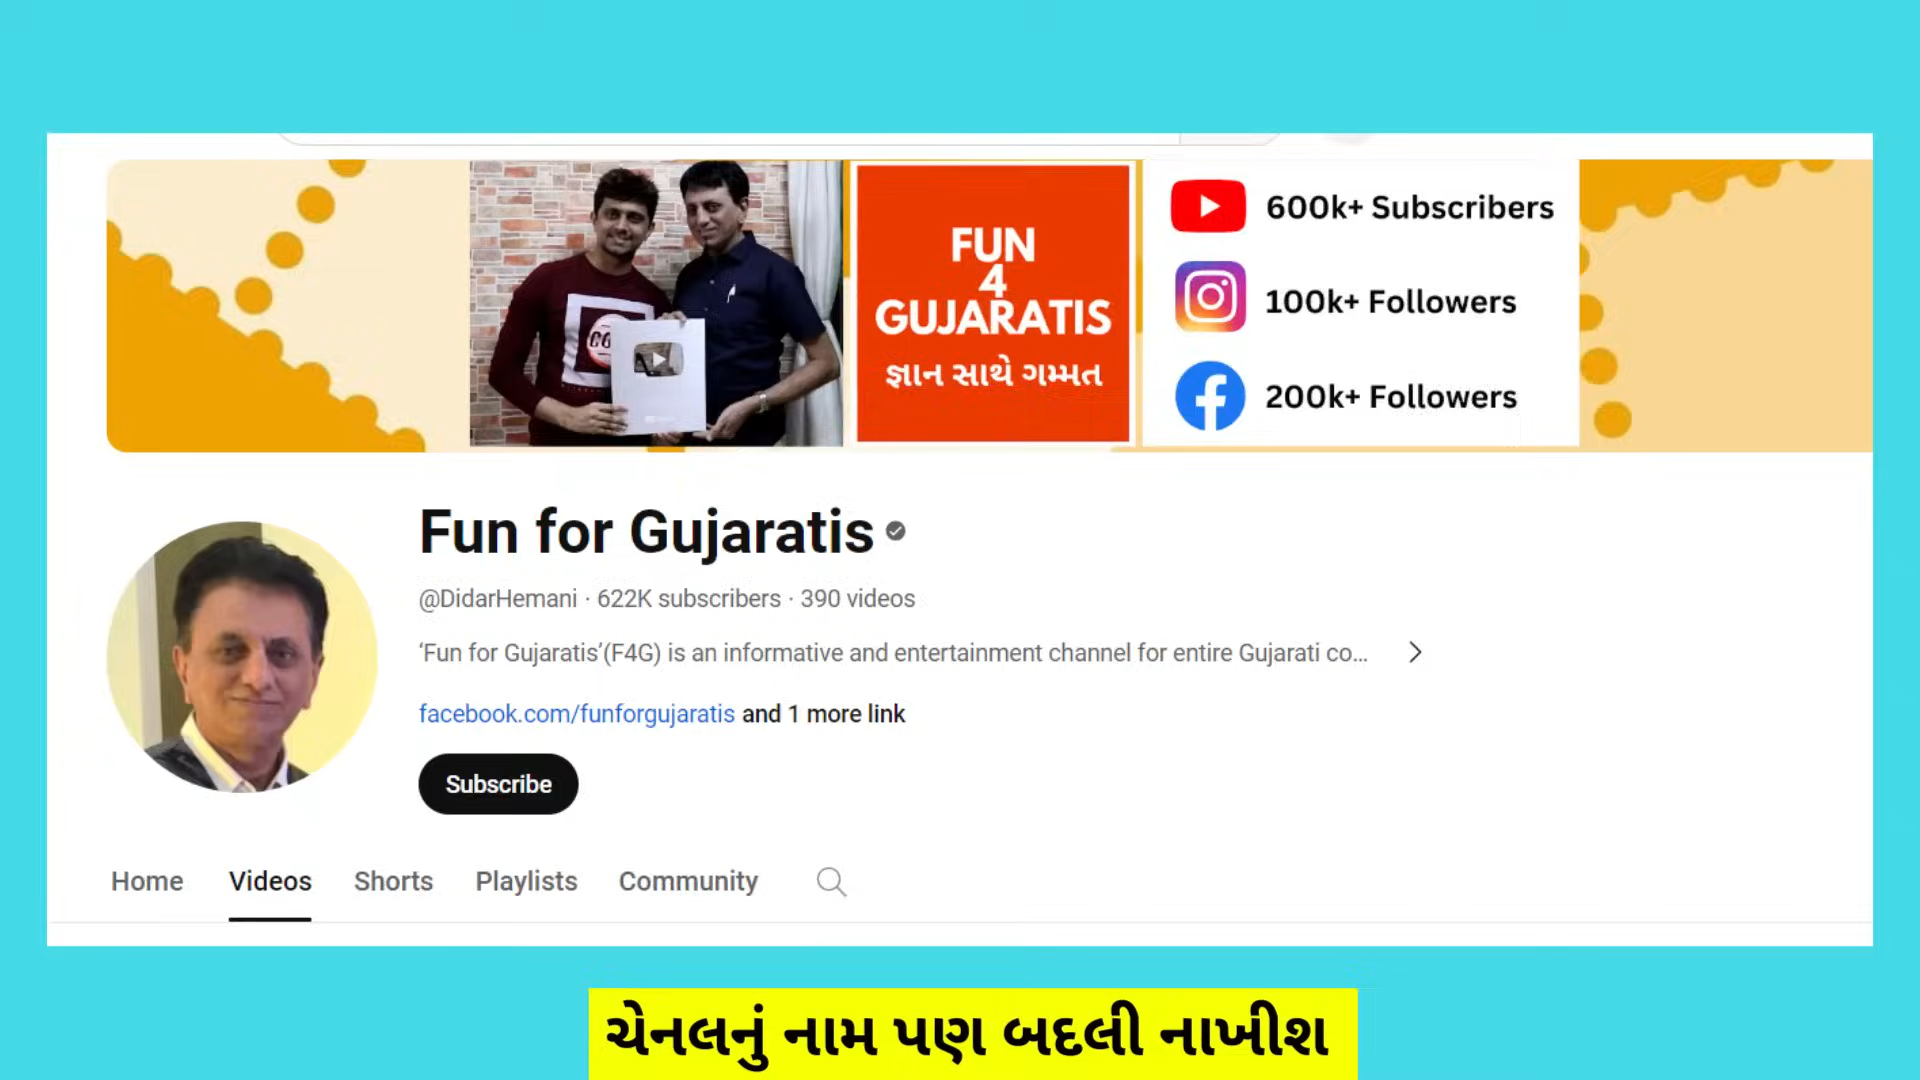 FUN
4
GUJARATIS
જ્ઞાન સાથે ગમ્મત
600k+ Subscribers
100k+ Followers
200k+ Followers
Fun for Gujaratis
@DidarHemani · 622K subscribers · 390 videos
‘Fun for Gujaratis’(F4G) is an informative and entertainment channel for entire Gujarati co...
facebook.com/funforgujaratis and 1 more link
Subscribe
Home Videos Shorts Playlists Community
ચેનલનું નામ પણ બદલી નાખીશ